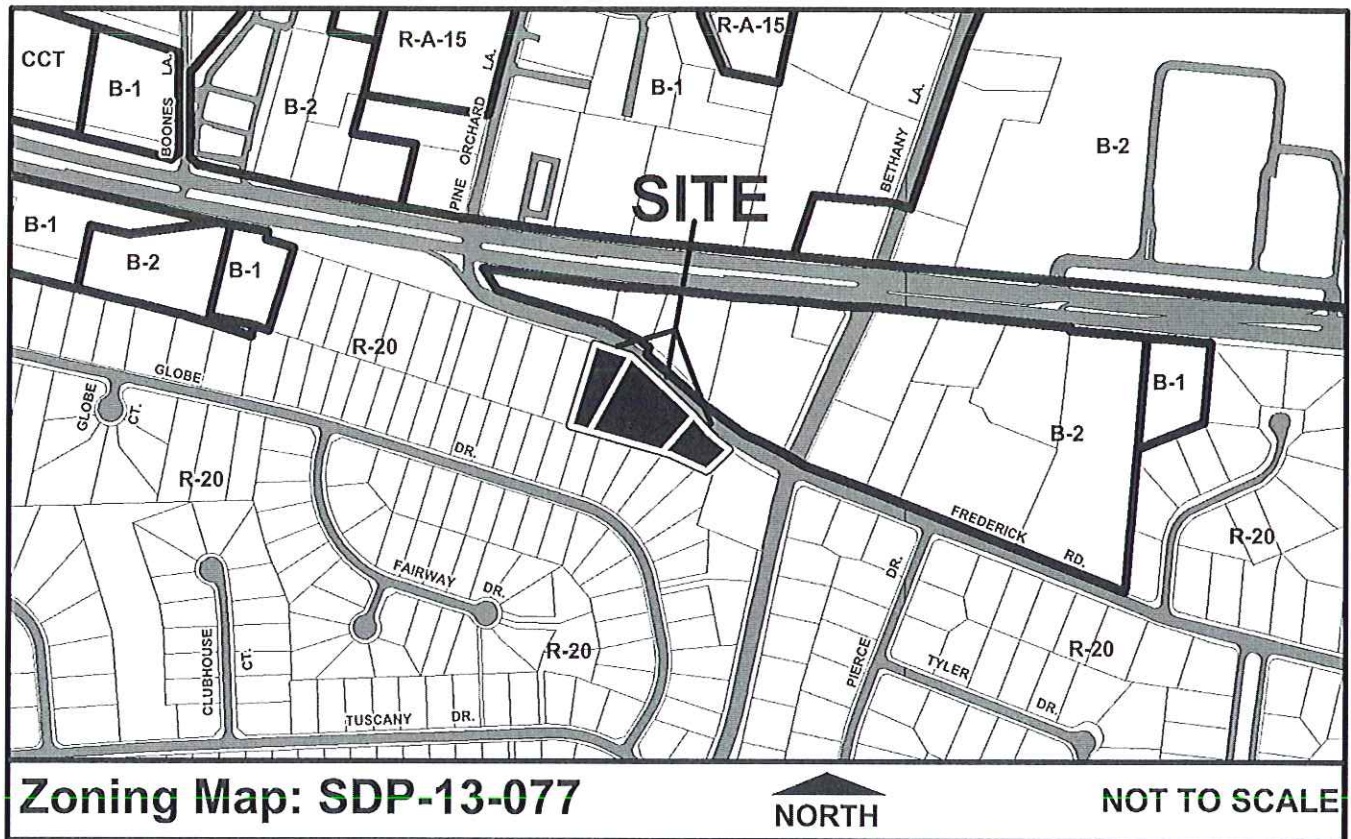 R-A-15
R-A-15
CCT
B-1
BOONES LA.
B-2
PINE ORCHARD LA.
B-1
BETHANY LA.
B-2
SITE
B-1
B-2
B-1
R-20
B-1
GLOBE DR.
GLOBE CT.
B-2
R-20
FREDERICK RD.
R-20
FAIRWAY DR.
PIERCE DR.
R-20
R-20
CLUBHOUSE CT.
TYLER DR.
TUSCANY DR.
Zoning Map: SDP-13-077
NORTH
NOT TO SCALE